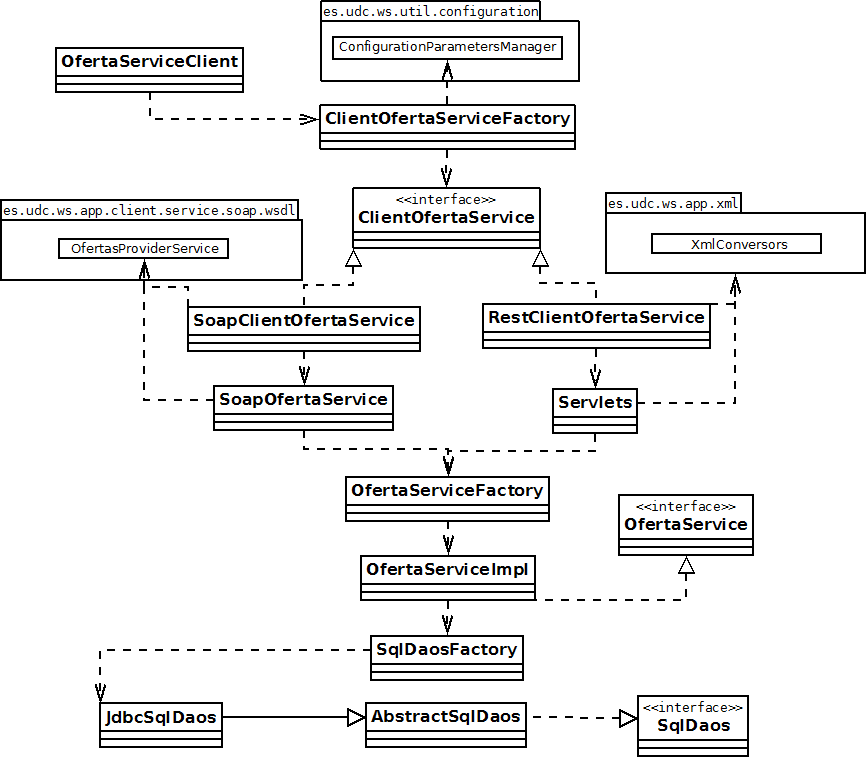 es.udc.ws.util.configuration
ConfigurationParametersManager
OfertaServiceClient
ClientOfertaServiceFactory
<<interface>>
ClientOfertaService
es.udc.ws.app.client.service.soap.wsdl
OfertasProviderService
es.udc.ws.app.xml
XmlConversors
SoapClientOfertaService
RestClientOfertaService
SoapOfertaService
Servlets
OfertaServiceFactory
<<interface>>
OfertaService
OfertaServiceImpl
SqlDaosFactory
JdbcSqlDaos
AbstractSqlDaos
<<interface>>
SqlDaos